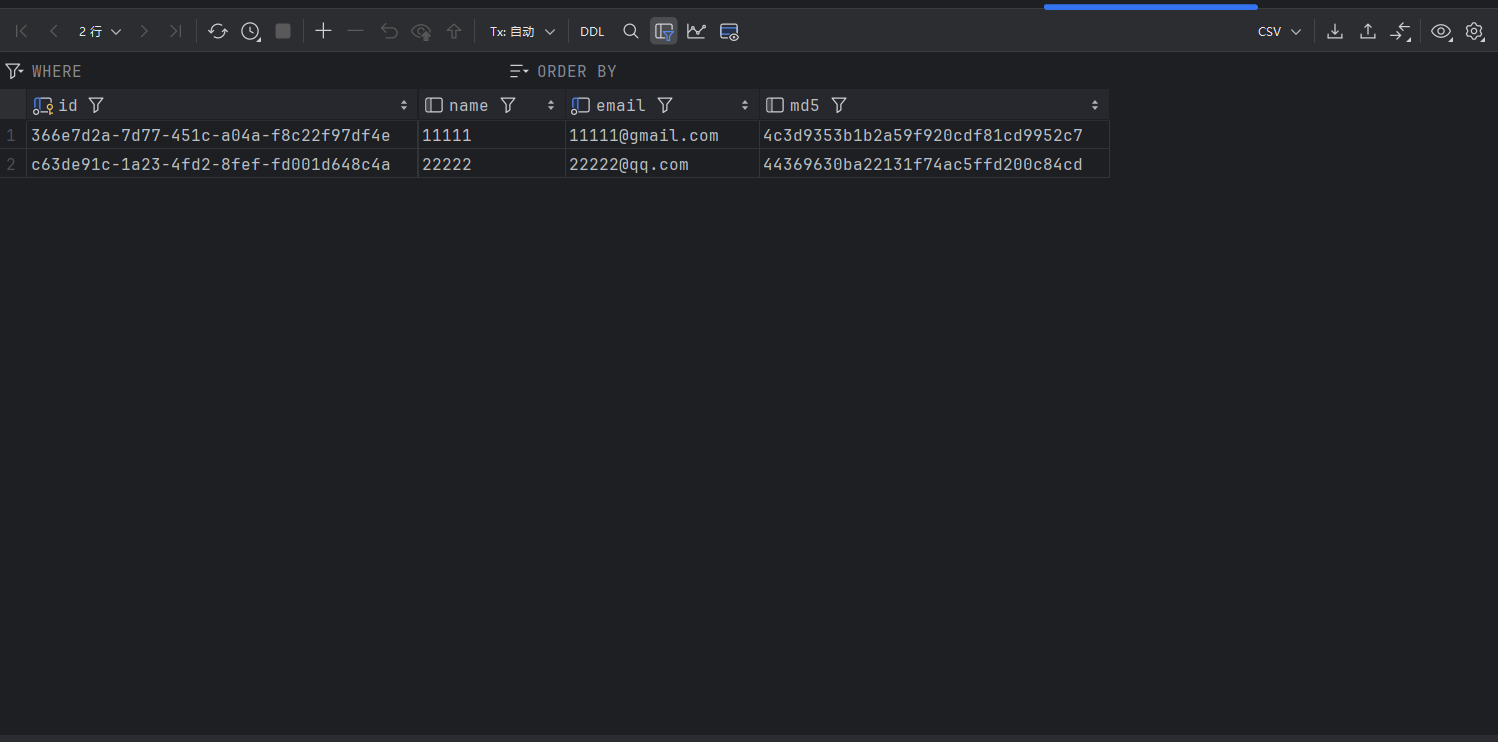 2 行 Tx: 自动 DDL CSV
WHERE ORDER BY
id name email md5
1 366e7d2a-7d77-451c-a04a-f8c22f97df4e 11111 11111@gmail.com 4c3d9353b1b2a59f920cdf81cd9952c7
2 c63de91c-1a23-4fd2-8fef-fd001d648c4a 22222 22222@qq.com 44369630ba22131f74ac5ffd200c84cd